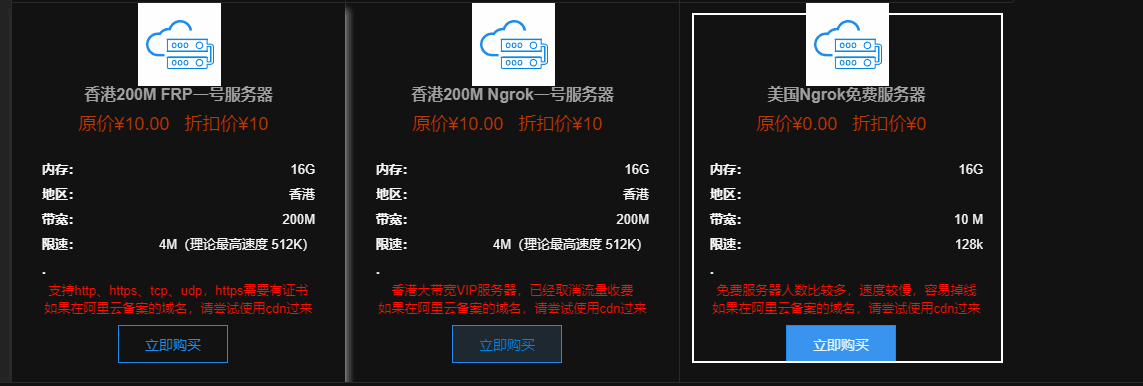 香港200M FRP一号服务器
原价¥10.00 折扣价¥10
内存: 16G
地区: 香港
带宽: 200M
限速: 4M（理论最高速度 512K）
.
支持http、https、tcp、udp，https需要有证书
如果在阿里云备案的域名，请尝试使用cdn过来
立即购买
香港200M Ngrok一号服务器
原价¥10.00 折扣价¥10
内存: 16G
地区: 香港
带宽: 200M
限速: 4M（理论最高速度 512K）
.
香港大带宽VIP服务器，已经取消流量收费
如果在阿里云备案的域名，请尝试使用cdn过来
立即购买
美国Ngrok免费服务器
原价¥0.00 折扣价¥0
内存: 16G
地区:
带宽: 10 M
限速: 128k
.
免费服务器人数比较多，速度较慢，容易掉线
如果在阿里云备案的域名，请尝试使用cdn过来
立即购买